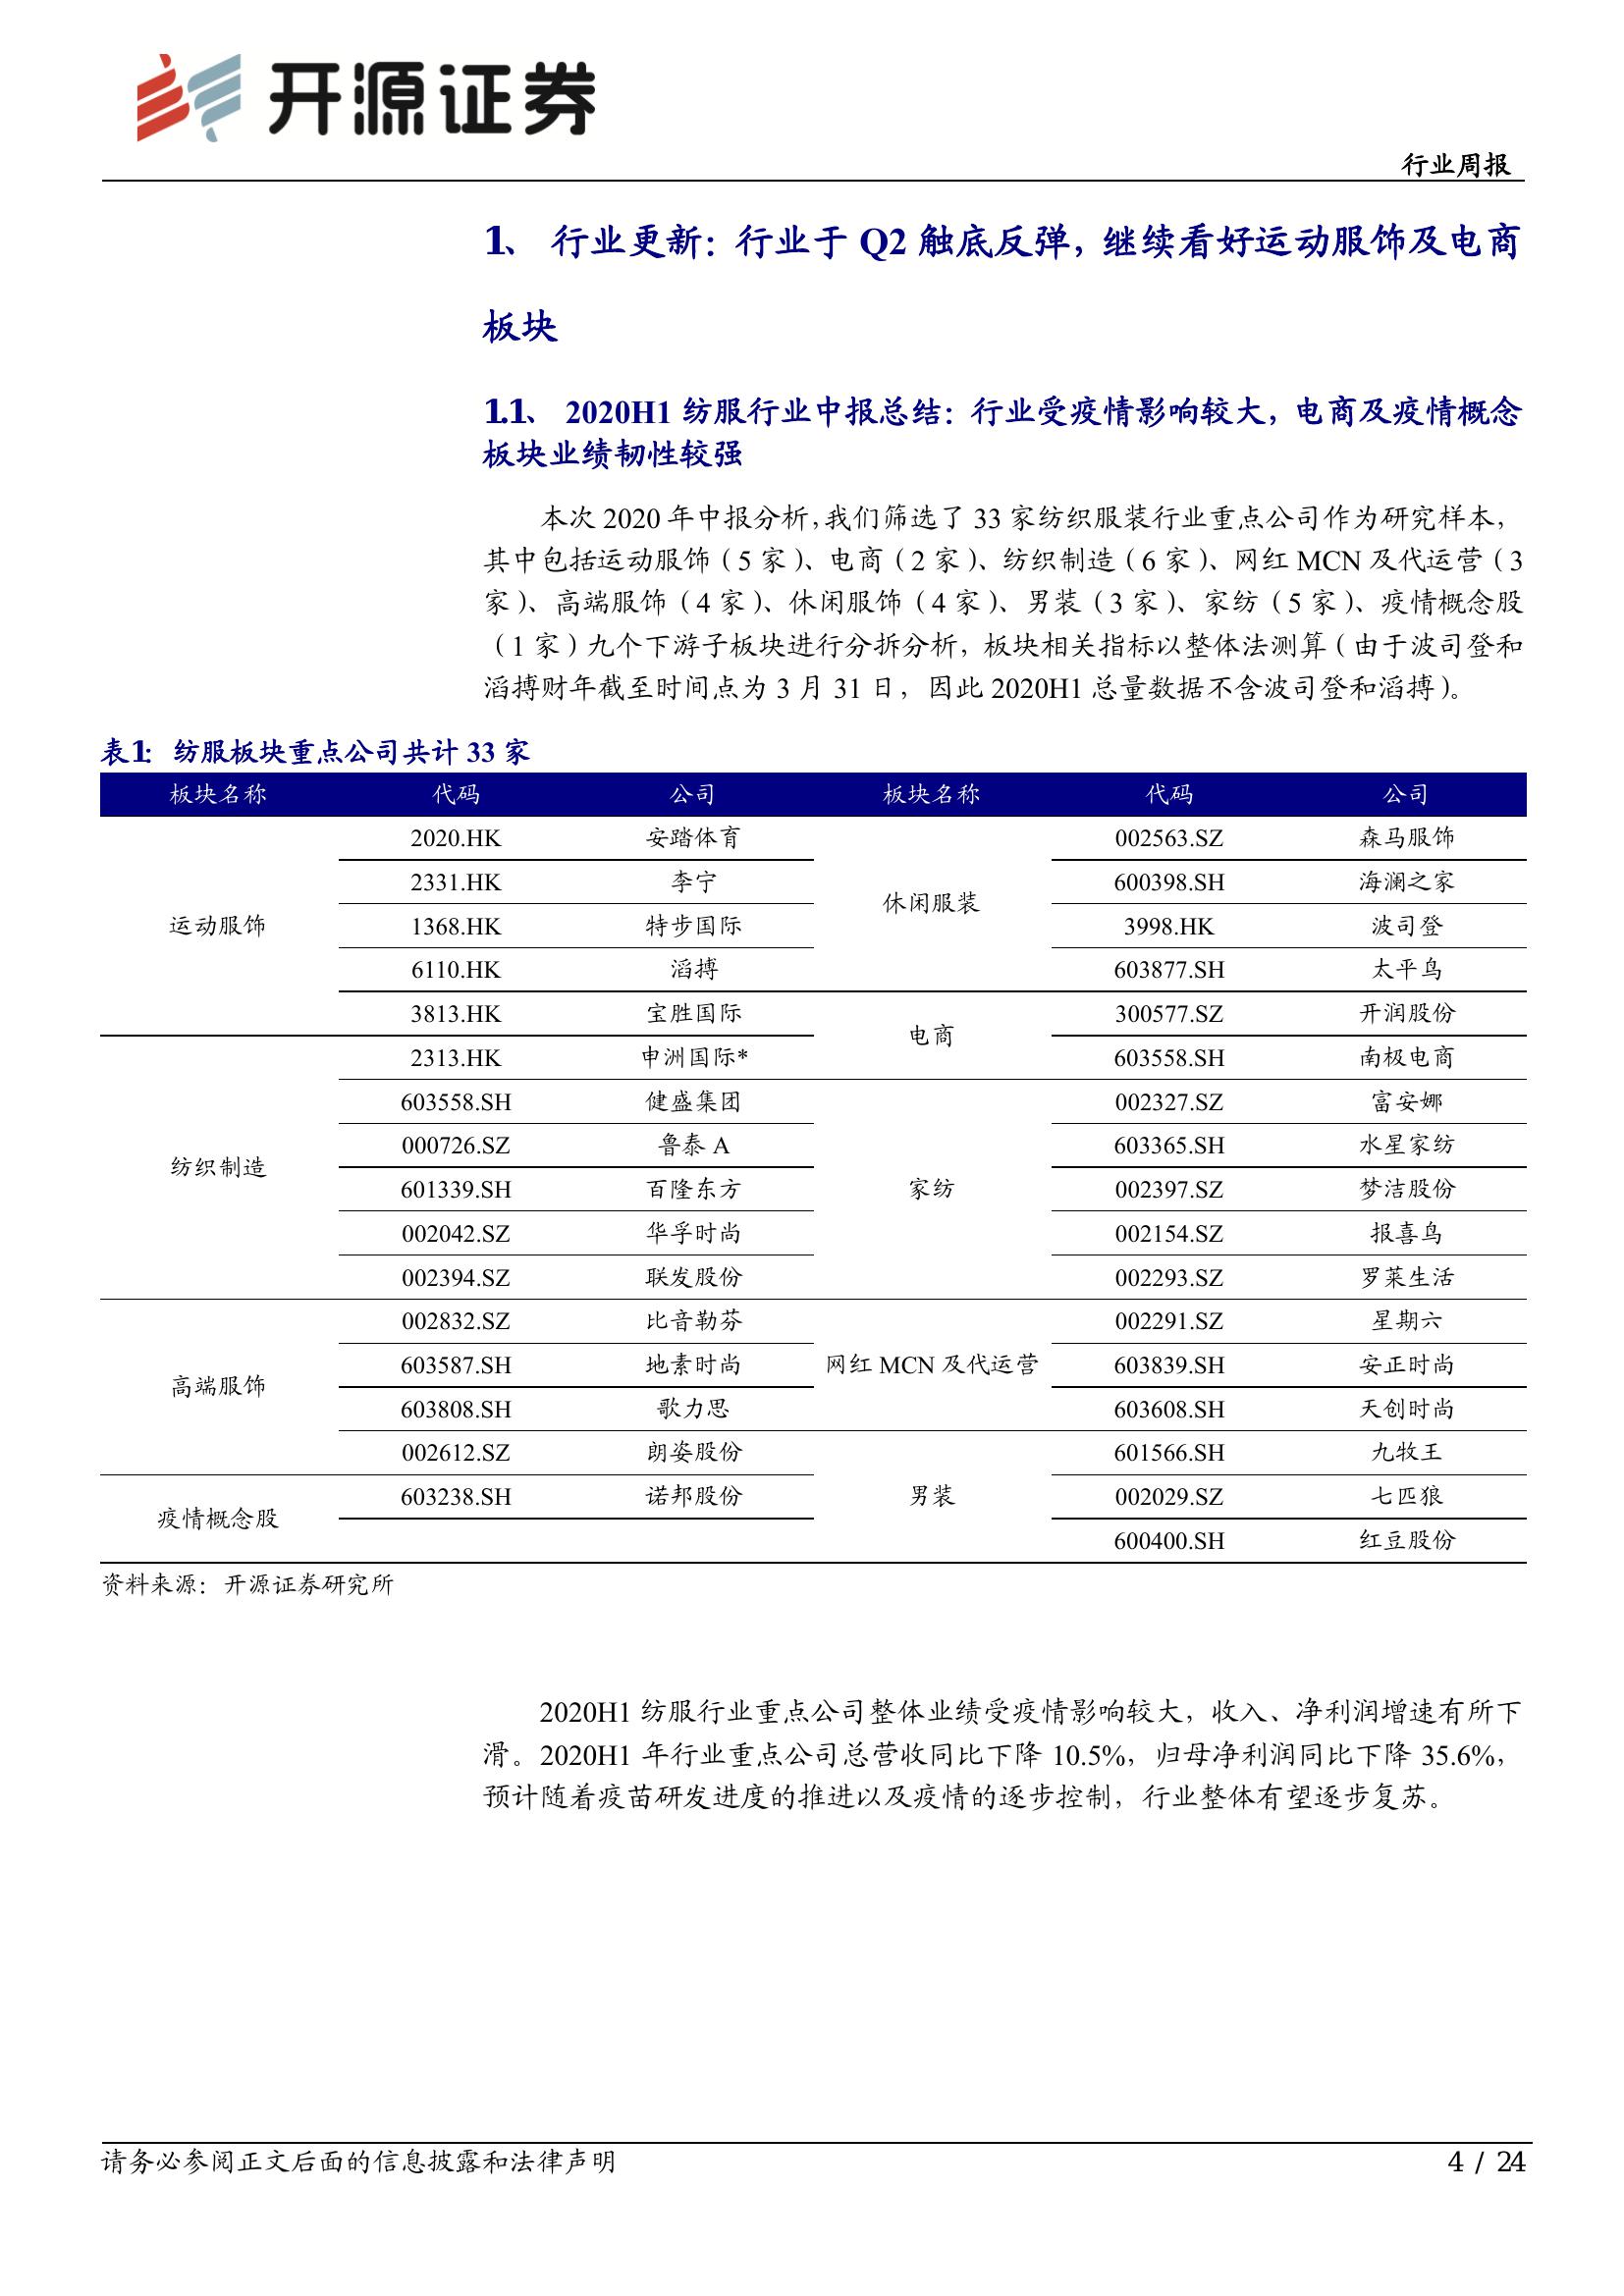 开源证券
行业周报
1、 行业更新：行业于 Q2 触底反弹，继续看好运动服饰及电商
板块
1.1、 2020H1 纺服行业中报总结：行业受疫情影响较大，电商及疫情概念
板块业绩韧性较强
本次 2020 年中报分析，我们筛选了 33 家纺织服装行业重点公司作为研究样本，
其中包括运动服饰（5 家）、电商（2 家）、纺织制造（6 家）、网红 MCN 及代运营（3
家）、高端服饰（4 家）、休闲服饰（4 家）、男装（3 家）、家纺（5 家）、疫情概念股
（1 家）九个下游子板块进行分拆分析，板块相关指标以整体法测算（由于波司登和
滔搏财年截至时间点为 3 月 31 日，因此 2020H1 总量数据不含波司登和滔搏）。
表1： 纺服板块重点公司共计 33 家
板块名称 代码 公司 板块名称 代码 公司
运动服饰 2020.HK 安踏体育 休闲服装 002563.SZ 森马服饰
2331.HK 李宁 600398.SH 海澜之家
1368.HK 特步国际 3998.HK 波司登
6110.HK 滔搏 603877.SH 太平鸟
3813.HK 宝胜国际 电商 300577.SZ 开润股份
纺织制造 2313.HK 申洲国际* 603558.SH 南极电商
603558.SH 健盛集团 家纺 002327.SZ 富安娜
000726.SZ 鲁泰 A 603365.SH 水星家纺
601339.SH 百隆东方 002397.SZ 梦洁股份
002042.SZ 华孚时尚 002154.SZ 报喜鸟
002394.SZ 联发股份 002293.SZ 罗莱生活
高端服饰 002832.SZ 比音勒芬 网红 MCN 及代运营 002291.SZ 星期六
603587.SH 地素时尚 603839.SH 安正时尚
603808.SH 歌力思 603608.SH 天创时尚
002612.SZ 朗姿股份 男装 601566.SH 九牧王
疫情概念股 603238.SH 诺邦股份 002029.SZ 七匹狼
600400.SH 红豆股份
资料来源：开源证券研究所
2020H1 纺服行业重点公司整体业绩受疫情影响较大，收入、净利润增速有所下
滑。2020H1 年行业重点公司总营收同比下降 10.5%，归母净利润同比下降 35.6%，
预计随着疫苗研发进度的推进以及疫情的逐步控制，行业整体有望逐步复苏。
请务必参阅正文后面的信息披露和法律声明
4 / 24